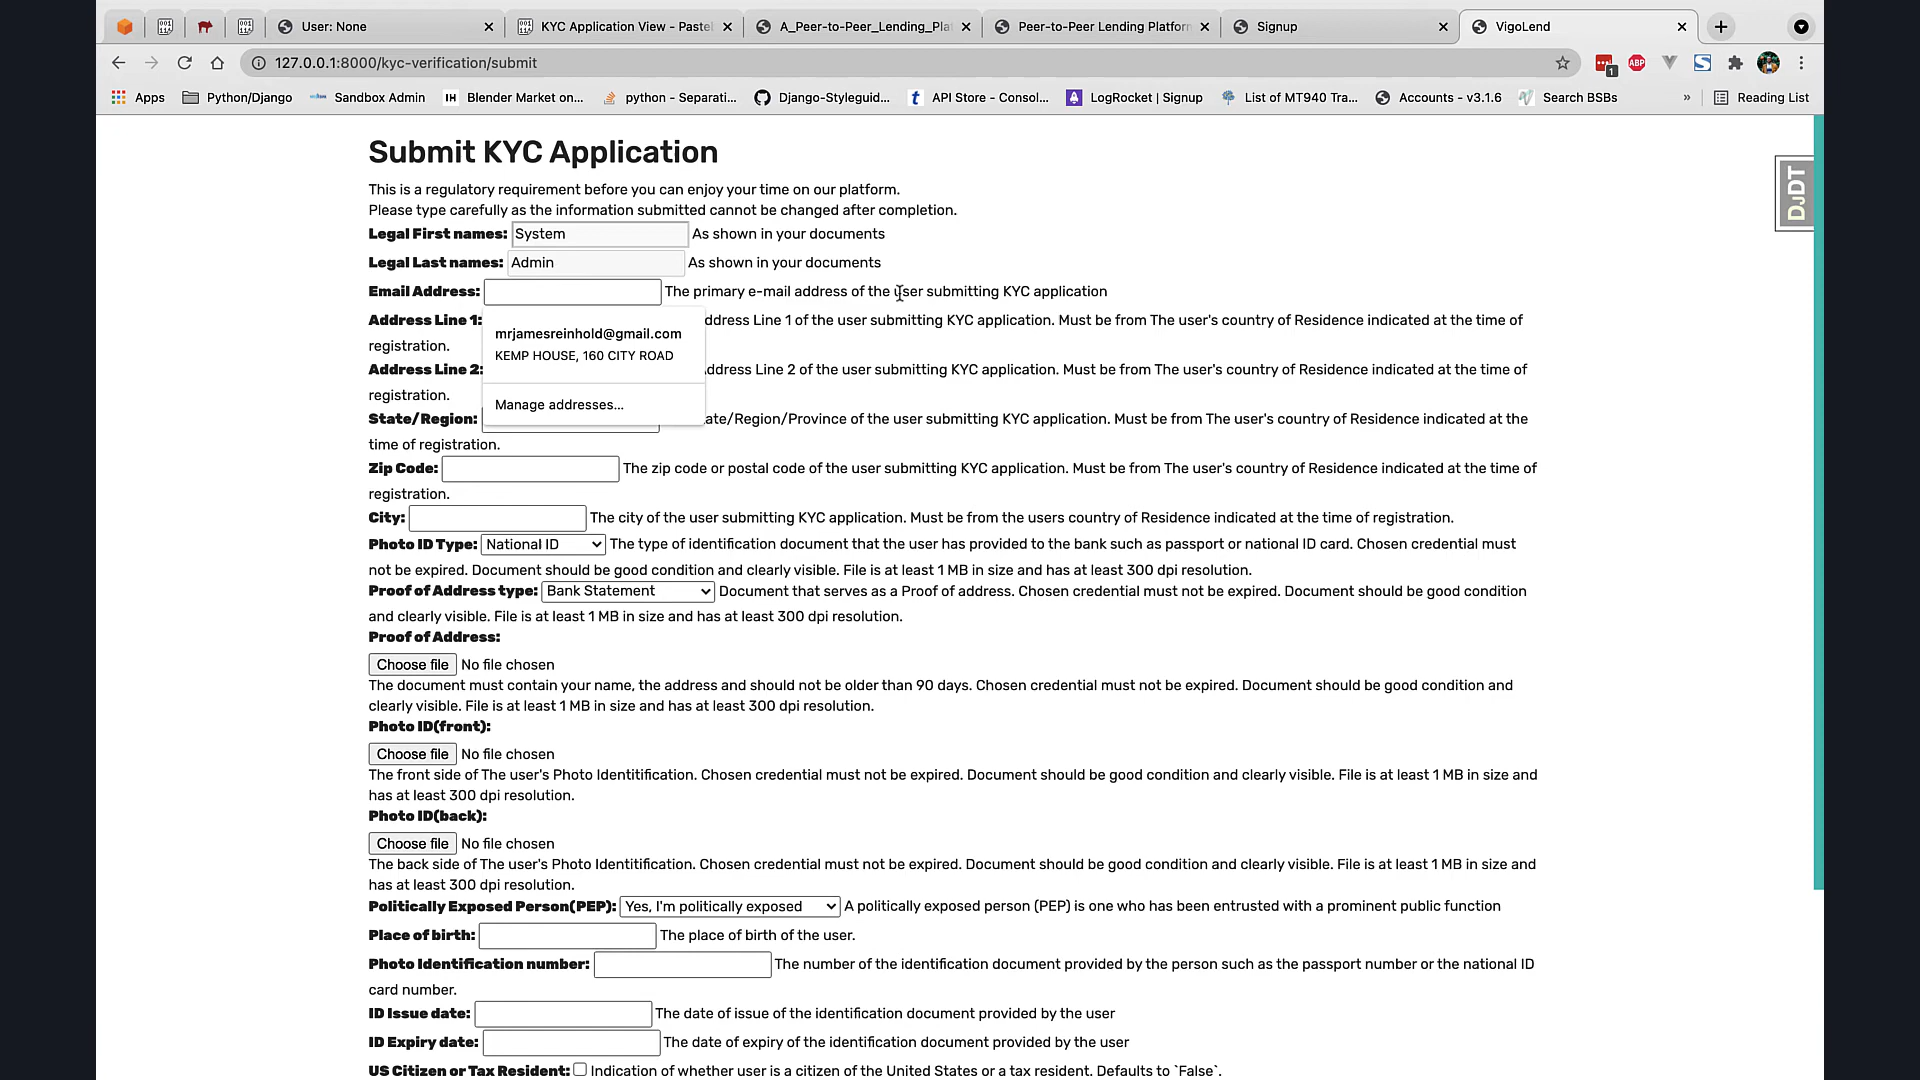 User: None
KYC Application View - Pastel
A_Peer-to-Peer_Lending_Pla
Peer-to-Peer Lending Platform
Signup
VigoLend
127.0.0.1:8000/kyc-verification/submit
1
ABP
Apps
Python/Django
Sandbox Admin
IH Blender Market on...
python - Separati...
Django-Styleguid...
t API Store - Consol...
LogRocket | Signup
List of MT940 Tra...
Accounts - v3.1.6
Search BSBs
»
Reading List
DJDT
Submit KYC Application
This is a regulatory requirement before you can enjoy your time on our platform.
Please type carefully as the information submitted cannot be changed after completion.
Legal First names: System As shown in your documents
Legal Last names: Admin As shown in your documents
Email Address: The primary e-mail address of the user submitting KYC application
Address Line 1: ddress Line 1 of the user submitting KYC application. Must be from The user's country of Residence indicated at the time of
registration.
mrjamesreinhold@gmail.com
KEMP HOUSE, 160 CITY ROAD
Manage addresses...
Address Line 2: ddress Line 2 of the user submitting KYC application. Must be from The user's country of Residence indicated at the time of
registration.
State/Region: ate/Region/Province of the user submitting KYC application. Must be from The user's country of Residence indicated at the
time of registration.
Zip Code: The zip code or postal code of the user submitting KYC application. Must be from The user's country of Residence indicated at the time of
registration.
City: The city of the user submitting KYC application. Must be from the users country of Residence indicated at the time of registration.
Photo ID Type: National ID The type of identification document that the user has provided to the bank such as passport or national ID card. Chosen credential must
not be expired. Document should be good condition and clearly visible. File is at least 1 MB in size and has at least 300 dpi resolution.
Proof of Address type: Bank Statement Document that serves as a Proof of address. Chosen credential must not be expired. Document should be good condition
and clearly visible. File is at least 1 MB in size and has at least 300 dpi resolution.
Proof of Address:
Choose file No file chosen
The document must contain your name, the address and should not be older than 90 days. Chosen credential must not be expired. Document should be good condition and
clearly visible. File is at least 1 MB in size and has at least 300 dpi resolution.
Photo ID(front):
Choose file No file chosen
The front side of The user's Photo Identitification. Chosen credential must not be expired. Document should be good condition and clearly visible. File is at least 1 MB in size and
has at least 300 dpi resolution.
Photo ID(back):
Choose file No file chosen
The back side of The user's Photo Identitification. Chosen credential must not be expired. Document should be good condition and clearly visible. File is at least 1 MB in size and
has at least 300 dpi resolution.
Politically Exposed Person(PEP): Yes, I'm politically exposed A politically exposed person (PEP) is one who has been entrusted with a prominent public function
Place of birth: The place of birth of the user.
Photo Identification number: The number of the identification document provided by the person such as the passport number or the national ID
card number.
ID Issue date: The date of issue of the identification document provided by the user
ID Expiry date: The date of expiry of the identification document provided by the user
US Citizen or Tax Resident: Indication of whether user is a citizen of the United States or a tax resident. Defaults to `False`.